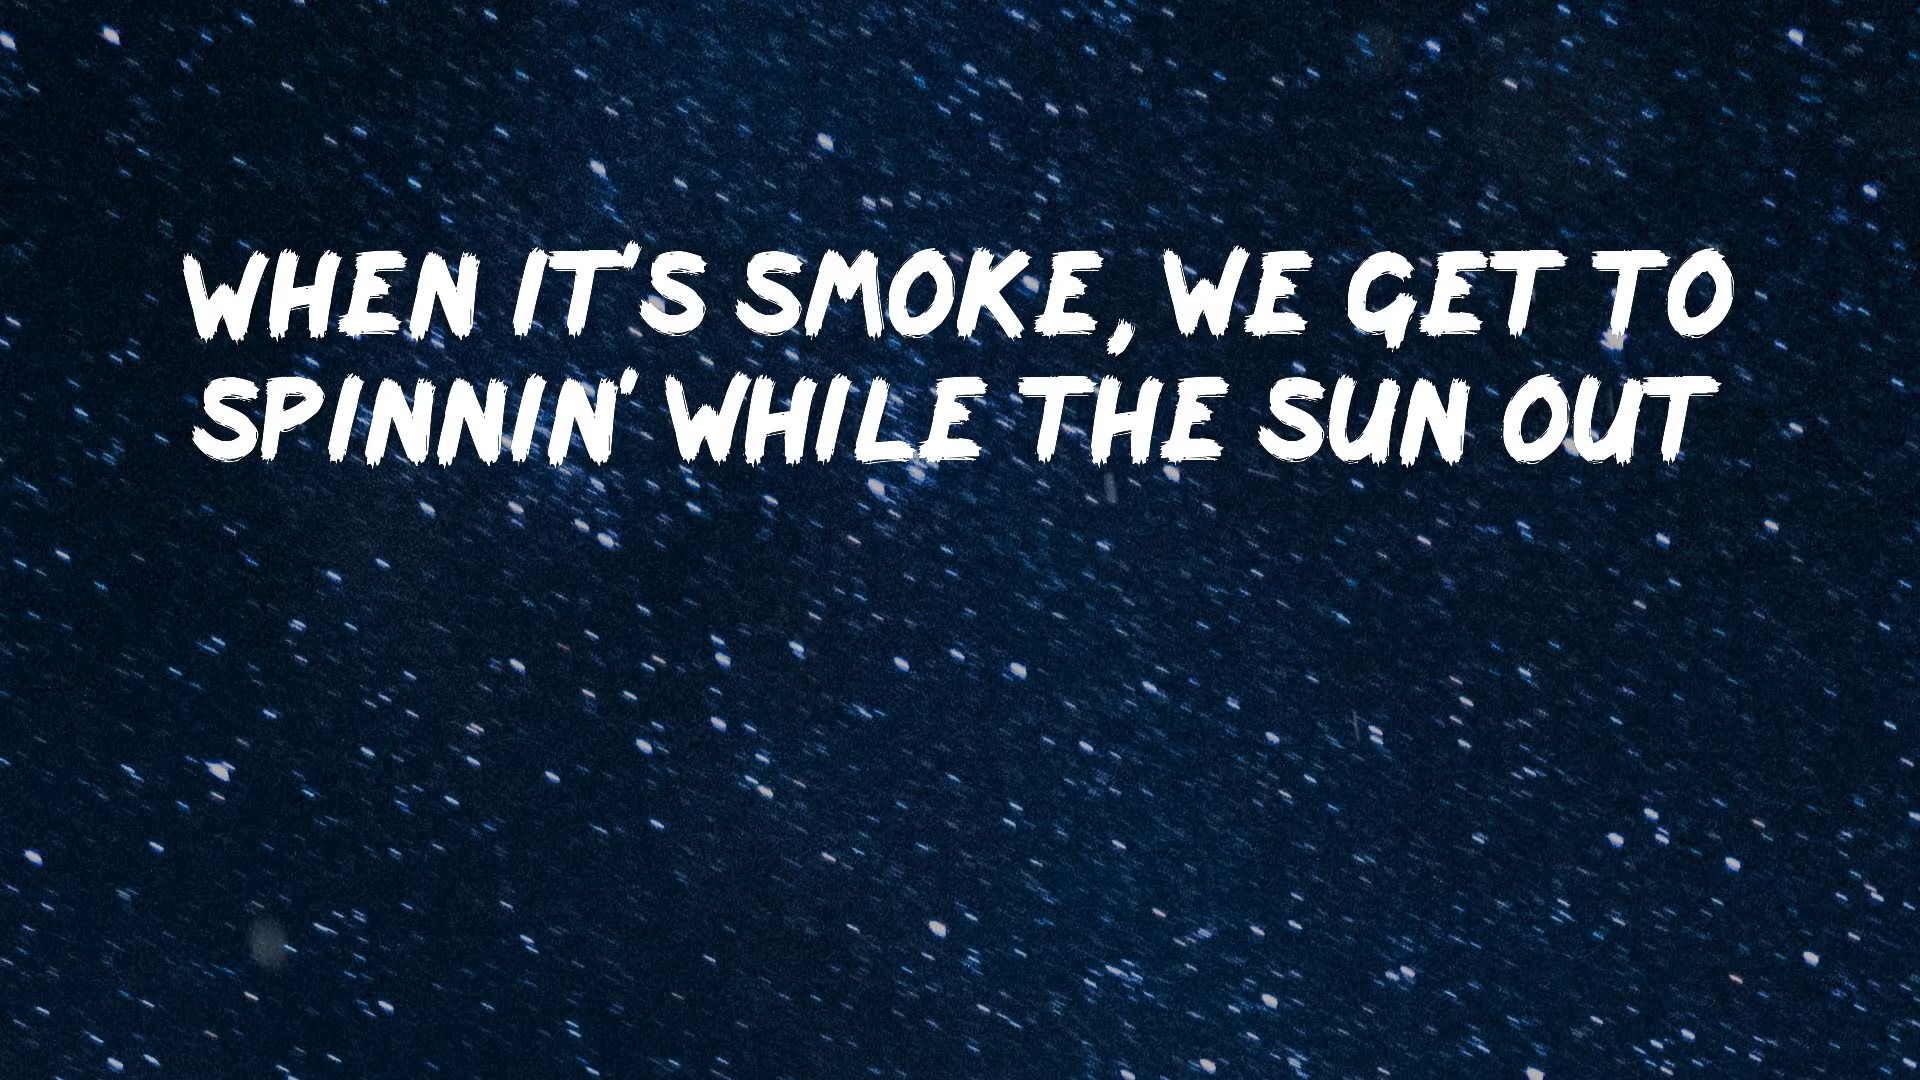 WHEN IT'S SMOKE, WE GET TO
SPINNIN' WHILE THE SUN OUT